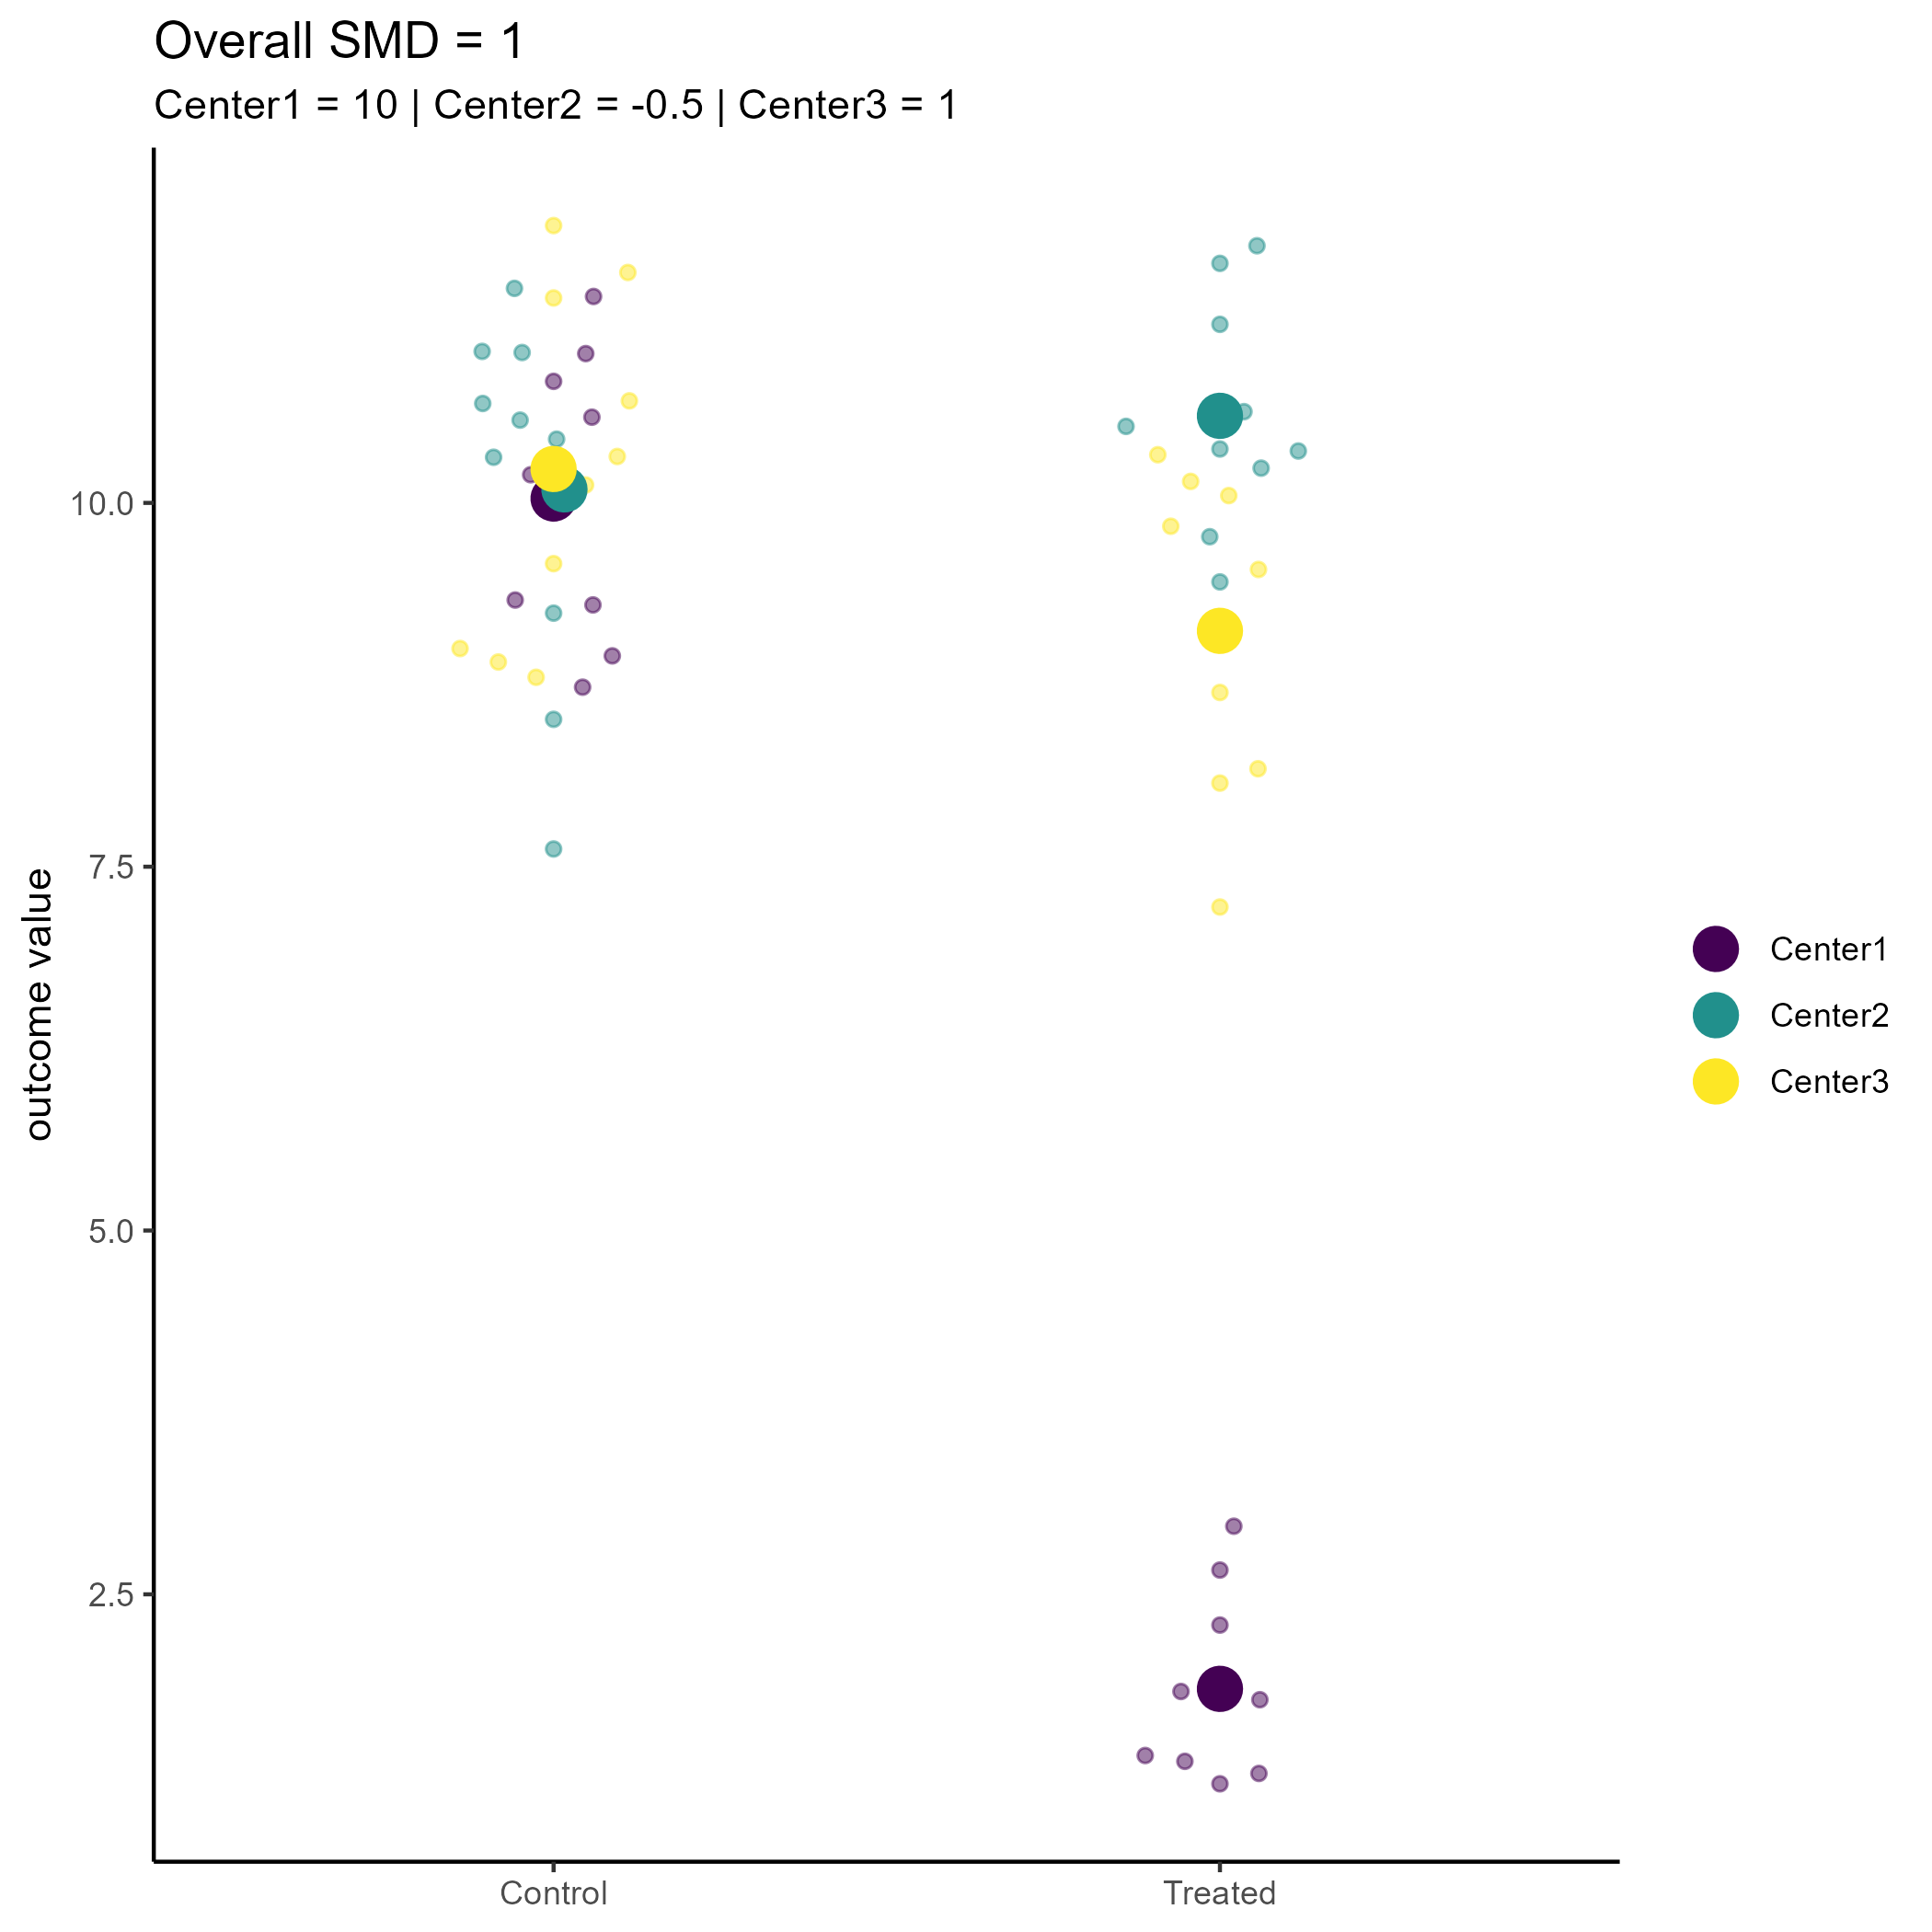 Overall SMD = 1
Center1 = 10 | Center2 = -0.5 | Center3 = 1
outcome value
10.0
7.5
5.0
2.5
Control
Treated
Center1
Center2
Center3